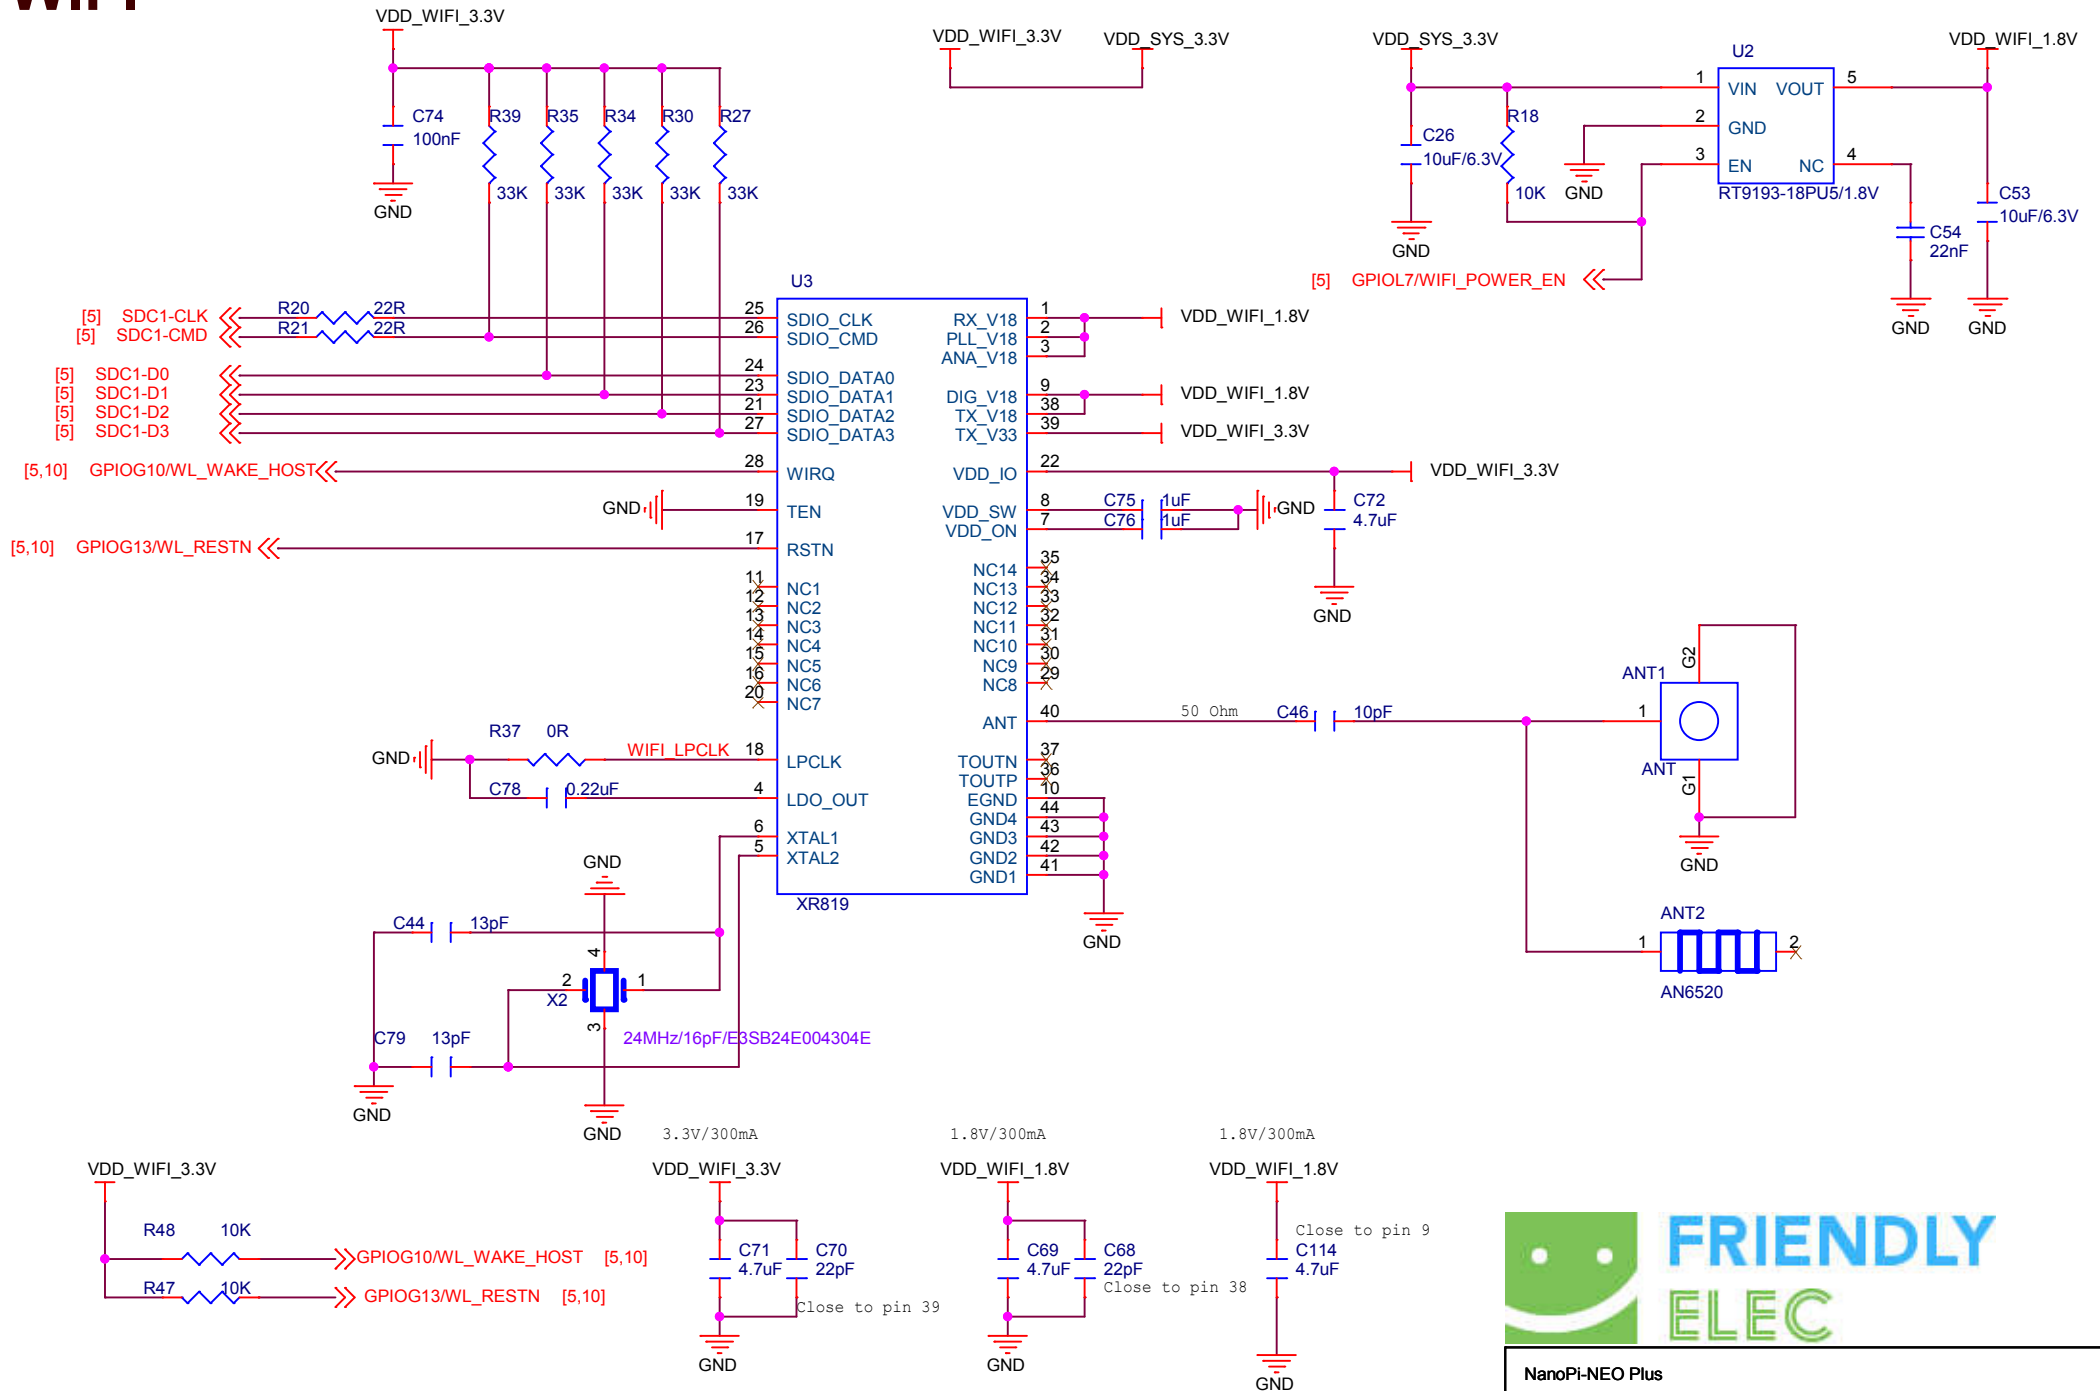 WIFI
VDD_WIFI_3.3V
C74
100nF
GND
R39
33K
R35
33K
R34
33K
R30
33K
R27
33K
VDD_WIFI_3.3V
VDD_SYS_3.3V
VDD_SYS_3.3V
C26
10uF/6.3V
GND
R18
10K
GND
U2
1 VIN VOUT 5
2 GND
3 EN NC 4
RT9193-18PU5/1.8V
VDD_WIFI_1.8V
C53
10uF/6.3V
C54
22nF
GND
GND
[5] GPIOL7/WIFI_POWER_EN
U3
[5] SDC1-CLK R20 22R 25 SDIO_CLK
[5] SDC1-CMD R21 22R 26 SDIO_CMD
[5] SDC1-D0 24 SDIO_DATA0
[5] SDC1-D1 23 SDIO_DATA1
[5] SDC1-D2 21 SDIO_DATA2
[5] SDC1-D3 27 SDIO_DATA3
[5,10] GPIOG10/WL_WAKE_HOST 28 WIRQ
GND 19 TEN
[5,10] GPIOG13/WL_RESTN 17 RSTN
11 NC1
12 NC2
13 NC3
14 NC4
15 NC5
16 NC6
20 NC7
R37 0R
GND WIFI_LPCLK 18 LPCLK
C78 0.22uF 4 LDO_OUT
6 XTAL1
5 XTAL2
RX_V18 1 VDD_WIFI_1.8V
PLL_V18 2
ANA_V18 3
DIG_V18 9 VDD_WIFI_1.8V
TX_V18 38
TX_V33 39 VDD_WIFI_3.3V
VDD_IO 22 VDD_WIFI_3.3V
VDD_SW 8 C75 1uF GND
VDD_ON 7 C76 1uF
C72
4.7uF
GND
NC14 35
NC13 34
NC12 33
NC11 32
NC10 31
NC9 30
NC8 29
ANT 40 50 Ohm C46 10pF
TOUTN 37
TOUTP 36
EGND 10
GND4 44
GND3 43
GND2 42
GND1 41
XR819
GND
ANT1
G2
1
ANT
G1
GND
ANT2
1 2
AN6520
GND
C44 13pF
4
2 1
X2
3
C79 13pF
24MHz/16pF/E3SB24E004304E
GND
GND
VDD_WIFI_3.3V
R48 10K
GPIOG10/WL_WAKE_HOST [5,10]
R47 10K
GPIOG13/WL_RESTN [5,10]
3.3V/300mA
VDD_WIFI_3.3V
C71
4.7uF
C70
22pF
Close to pin 39
GND
1.8V/300mA
VDD_WIFI_1.8V
C69
4.7uF
C68
22pF
Close to pin 38
GND
1.8V/300mA
VDD_WIFI_1.8V
Close to pin 9
C114
4.7uF
GND
FRIENDLY
ELEC
NanoPi-NEO Plus